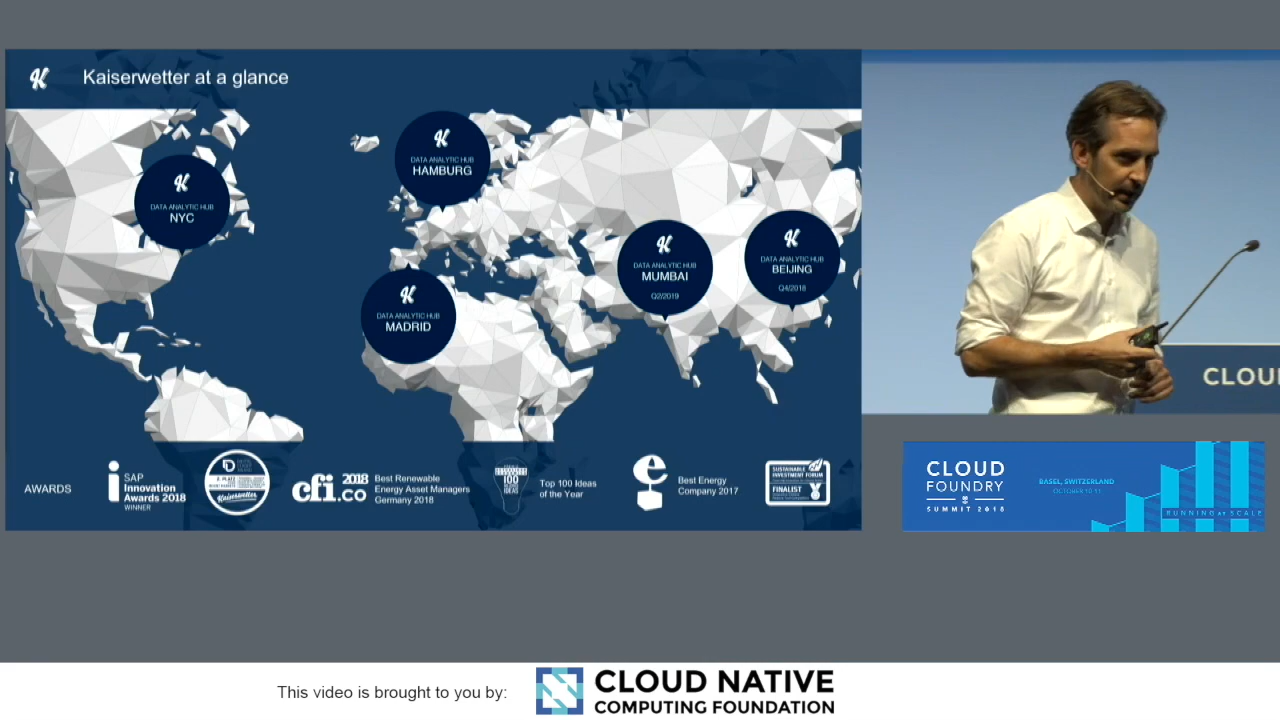 Kaiserwetter at a glance
DATA ANALYTIC HUB
NYC
DATA ANALYTIC HUB
HAMBURG
DATA ANALYTIC HUB
MADRID
DATA ANALYTIC HUB
MUMBAI
Q2/2019
DATA ANALYTIC HUB
BEIJING
Q4/2018
AWARDS
SAP
Innovation
Awards 2018
WINNER
Kaiserwetter
cfi.co
2018
Best Renewable
Energy Asset Managers
Germany 2018
100
Top 100 Ideas
of the Year
Best Energy
Company 2017
SUSTAINABLE
INVESTMENT FORUM
FINALIST
CLOU
CLOUD
FOUNDRY
SUMMIT 2018
BASEL, SWITZERLAND
OCTOBER 10-11
RUNNING AT SCALE
This video is brought to you by:
CLOUD NATIVE
COMPUTING FOUNDATION